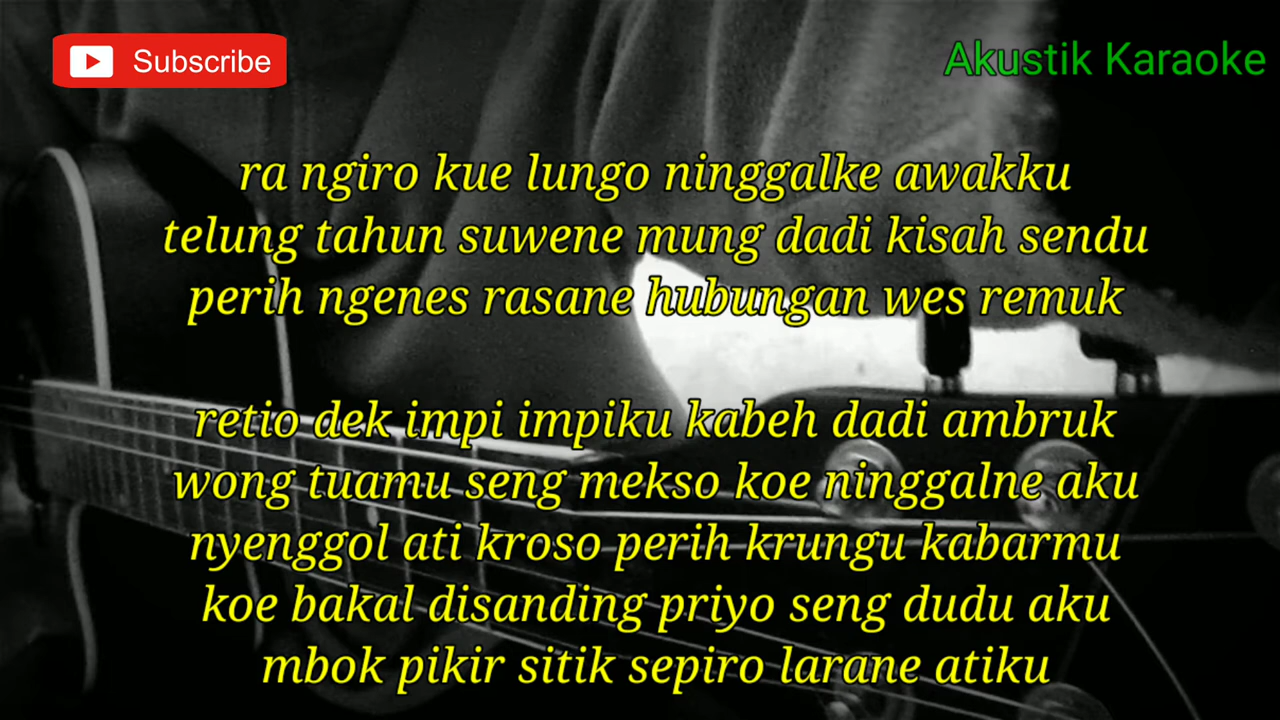 Subscribe
Akustik Karaoke
ra ngiro kue lungo ninggalke awakku
telung tahun suwene mung dadi kisah sendu
perih ngenes rasane hubungan wes remuk
retio dek impi impiku kabeh dadi ambruk
wong tuamu seng mekso koe ninggalne aku
nyenggol ati kroso perih krungu kabarmu
koe bakal disanding priyo seng dudu aku
mbok pikir sitik sepiro larane atiku